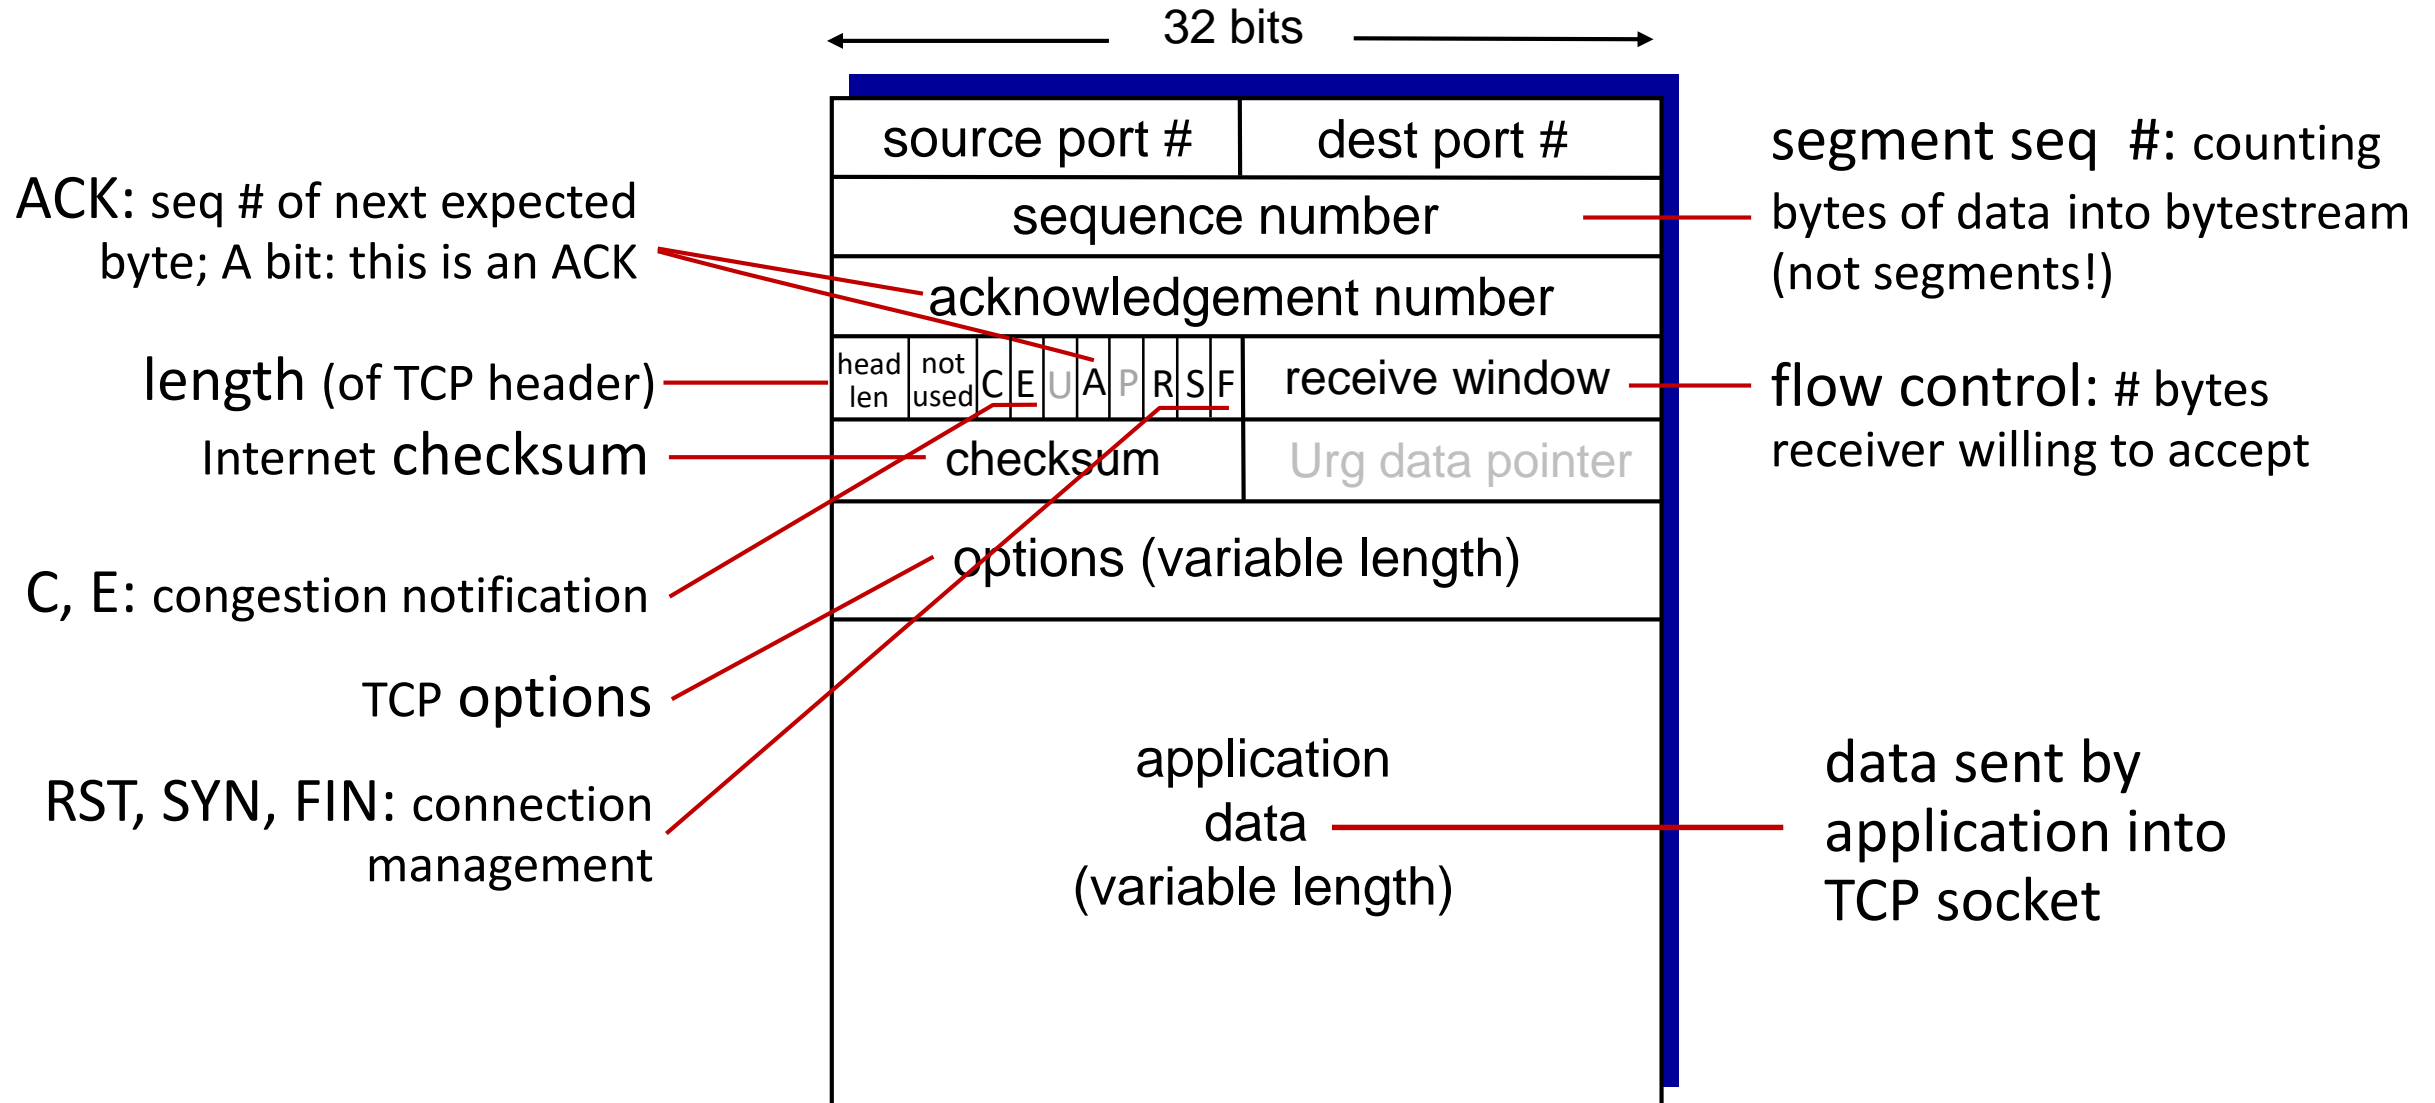 32 bits
source port #
dest port #
sequence number
acknowledgement number
head
len
not
used
C
E
U
A
P
R
S
F
receive window
checksum
Urg data pointer
options (variable length)
application
data
(variable length)
ACK: seq # of next expected
byte; A bit: this is an ACK
length (of TCP header)
Internet checksum
C, E: congestion notification
TCP options
RST, SYN, FIN: connection
management
segment seq #: counting
bytes of data into bytestream
(not segments!)
flow control: # bytes
receiver willing to accept
data sent by
application into
TCP socket